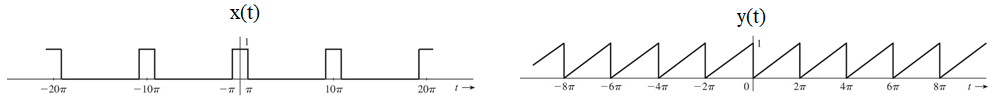 x(t)
1
−20π −10π −π π 10π 20π t →
y(t)
1
−8π −6π −4π −2π 0 2π 4π 6π 8π t →